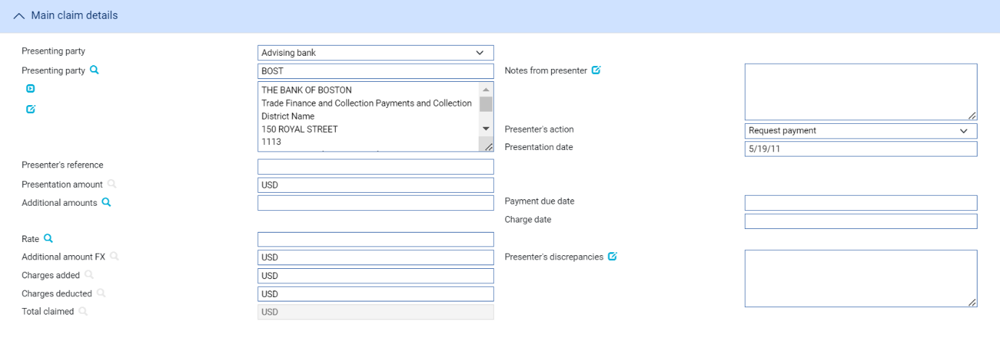 Main claim details
Presenting party
Advising bank
Presenting party
BOST
Notes from presenter
THE BANK OF BOSTON
Trade Finance and Collection Payments and Collection
District Name
150 ROYAL STREET
1113
Presenter's action
Request payment
Presentation date
5/19/11
Presenter's reference
Presentation amount
USD
Additional amounts
Payment due date
Charge date
Rate
Additional amount FX
USD
Presenter's discrepancies
Charges added
USD
Charges deducted
USD
Total claimed
USD